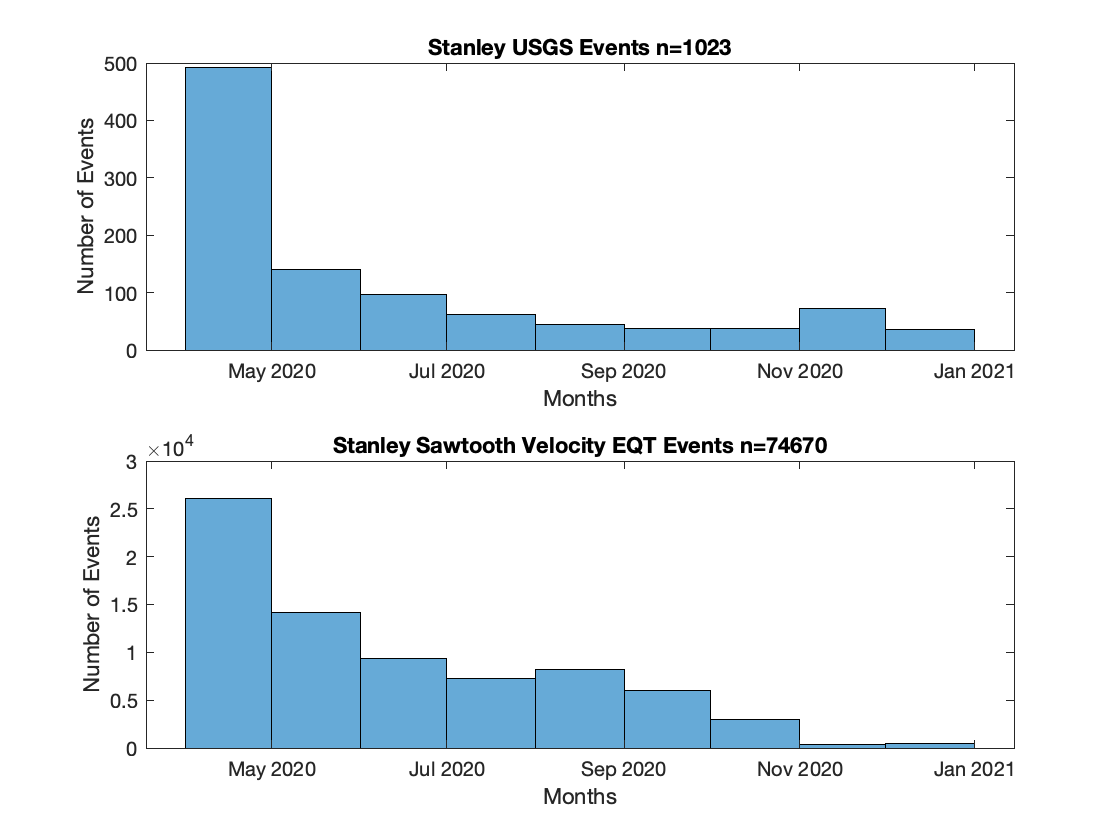 Stanley USGS Events n=1023
500
400
300
200
100
0
Number of Events
May 2020 Jul 2020 Sep 2020 Nov 2020 Jan 2021
Months
×10^4
Stanley Sawtooth Velocity EQT Events n=74670
3
2.5
2
1.5
1
0.5
0
Number of Events
May 2020 Jul 2020 Sep 2020 Nov 2020 Jan 2021
Months